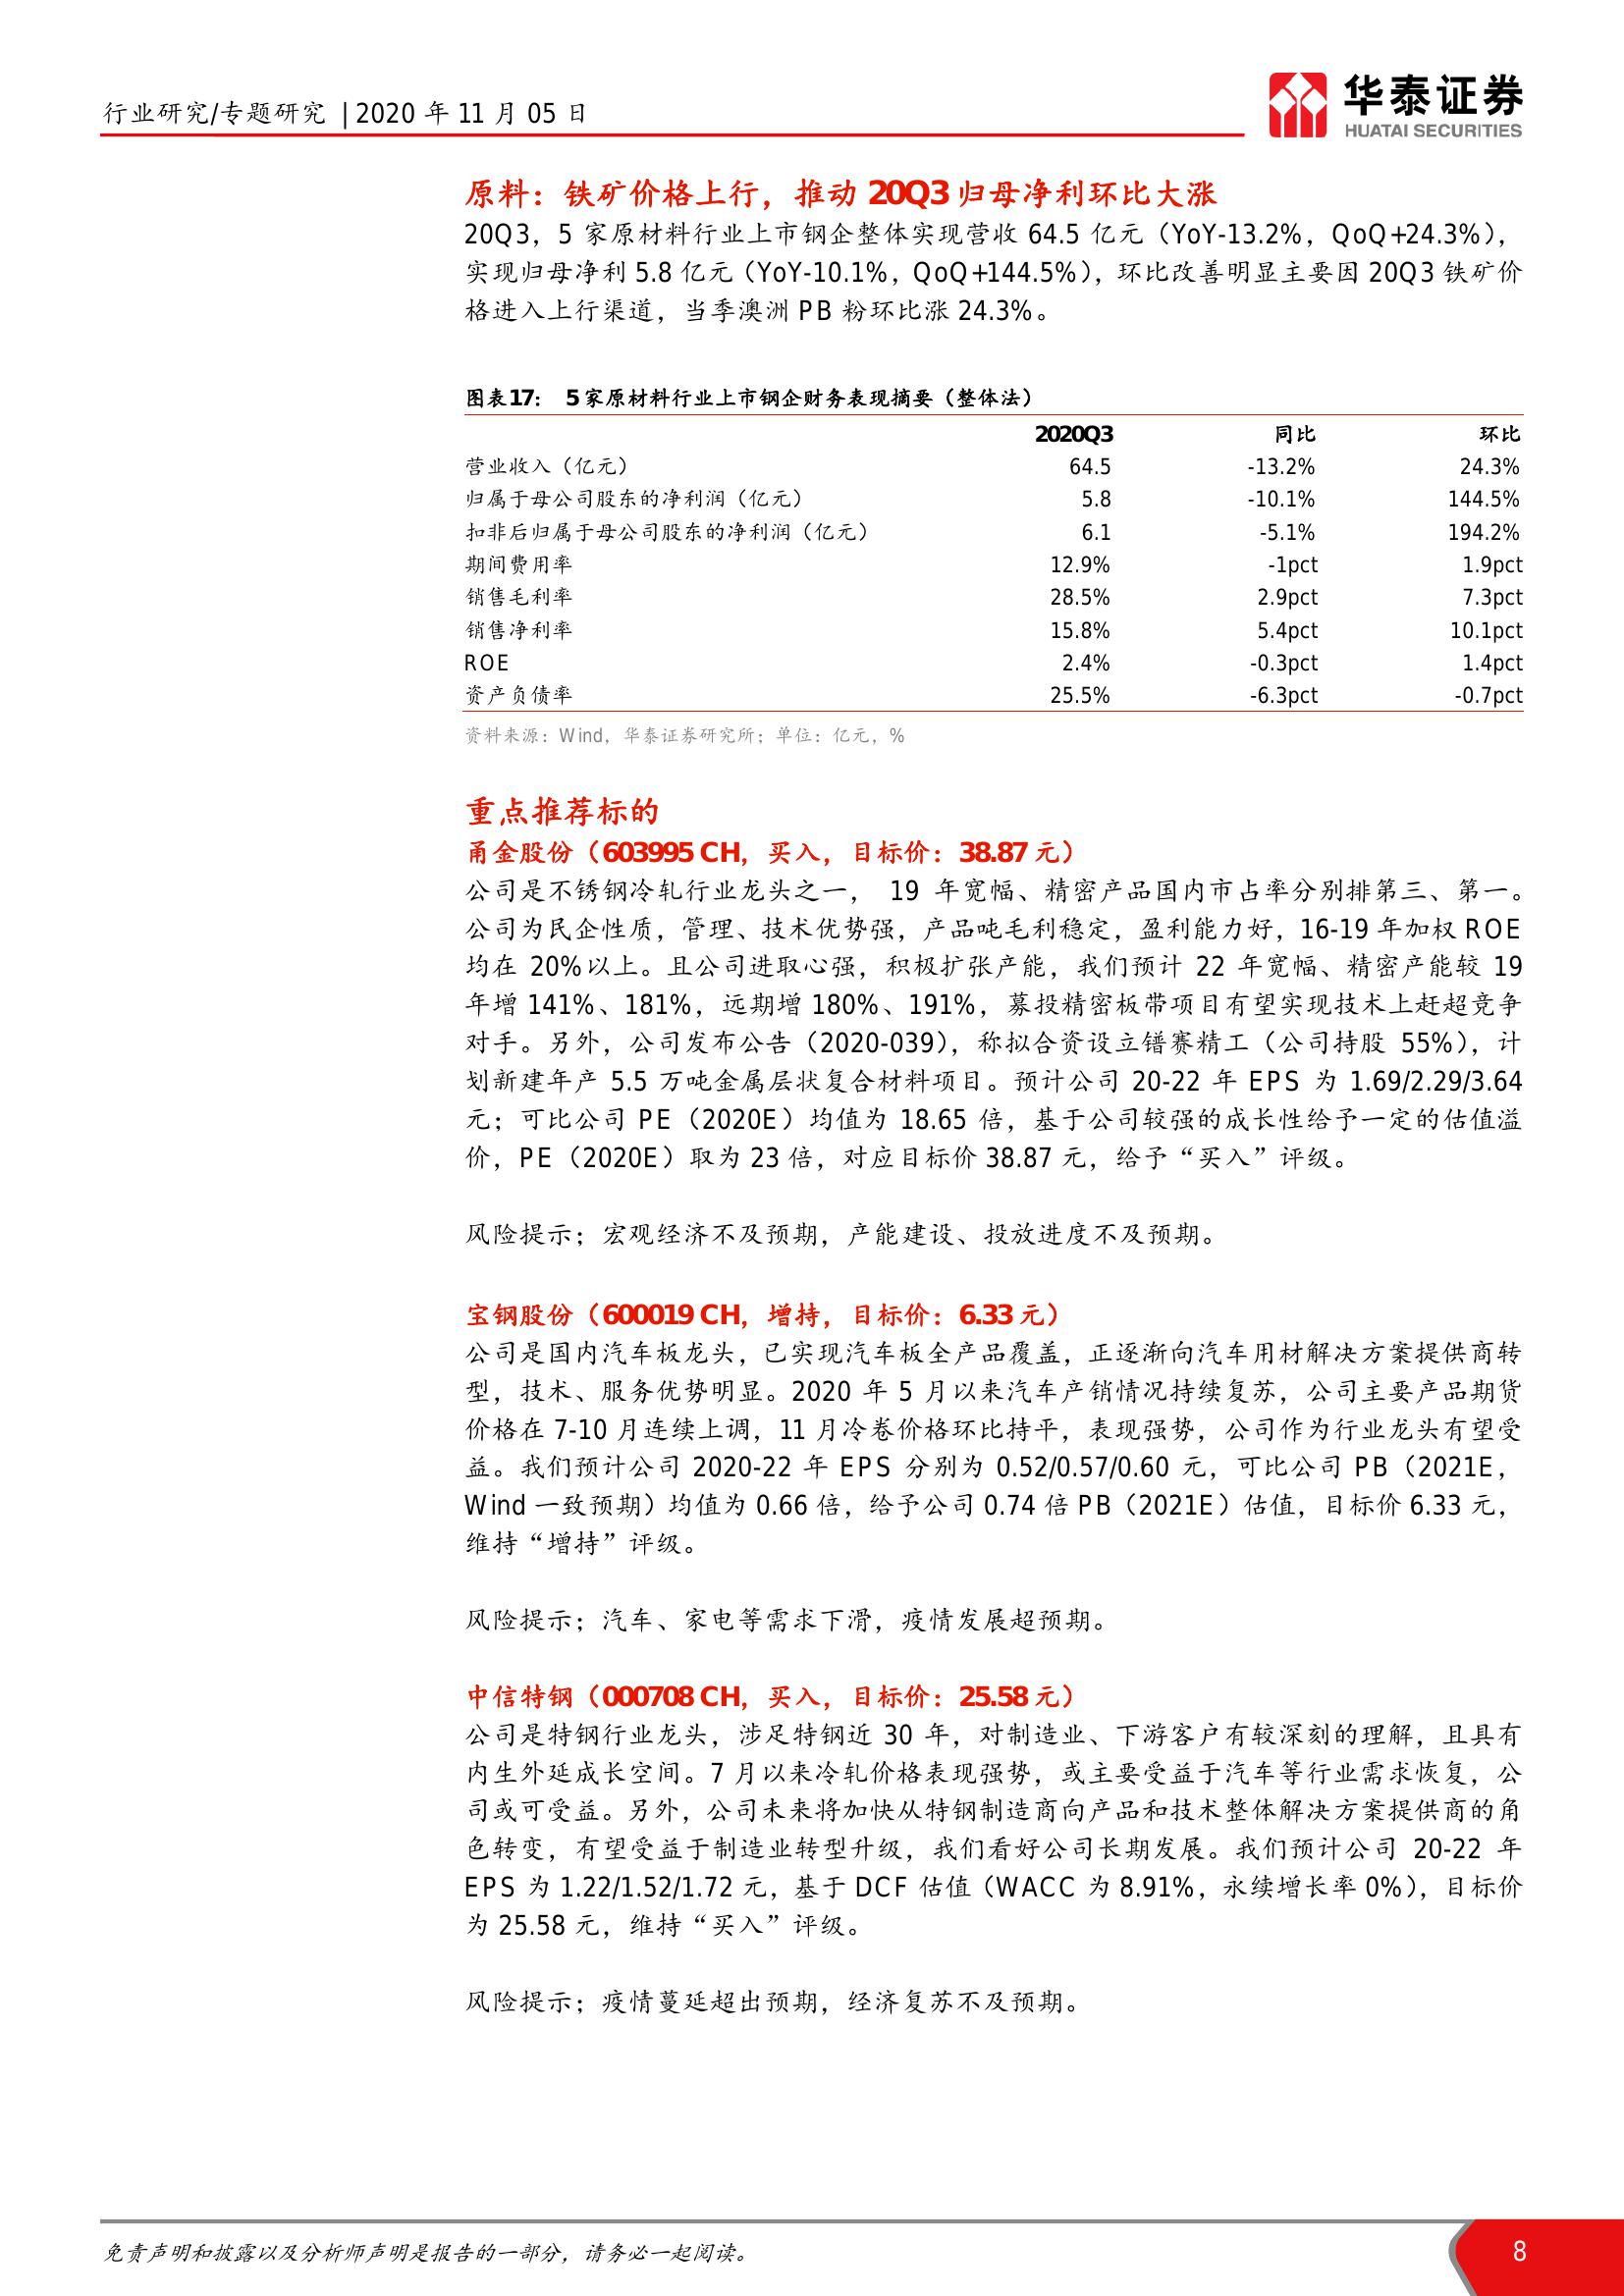 行业研究/专题研究 | 2020 年 11 月 05 日
华泰证券
HUATAI SECURITIES
原料：铁矿价格上行，推动 20Q3 归母净利环比大涨
20Q3，5 家原材料行业上市钢企整体实现营收 64.5 亿元（YoY-13.2%，QoQ+24.3%），
实现归母净利 5.8 亿元（YoY-10.1%，QoQ+144.5%），环比改善明显主要因 20Q3 铁矿价
格进入上行渠道，当季澳洲 PB 粉环比涨 24.3%。
图表17： 5 家原材料行业上市钢企财务表现摘要（整体法）
2020Q3 同比 环比
营业收入（亿元） 64.5 -13.2% 24.3%
归属于母公司股东的净利润（亿元） 5.8 -10.1% 144.5%
扣非后归属于母公司股东的净利润（亿元） 6.1 -5.1% 194.2%
期间费用率 12.9% -1pct 1.9pct
销售毛利率 28.5% 2.9pct 7.3pct
销售净利率 15.8% 5.4pct 10.1pct
ROE 2.4% -0.3pct 1.4pct
资产负债率 25.5% -6.3pct -0.7pct
资料来源：Wind，华泰证券研究所；单位：亿元，%
重点推荐标的
甬金股份（603995 CH，买入，目标价：38.87 元）
公司是不锈钢冷轧行业龙头之一， 19 年宽幅、精密产品国内市占率分别排第三、第一。
公司为民企性质，管理、技术优势强，产品吨毛利稳定，盈利能力好，16-19 年加权 ROE
均在 20%以上。且公司进取心强，积极扩张产能，我们预计 22 年宽幅、精密产能较 19
年增 141%、181%，远期增 180%、191%，募投精密板带项目有望实现技术上赶超竞争
对手。另外，公司发布公告（2020-039），称拟合资设立镨赛精工（公司持股 55%），计
划新建年产 5.5 万吨金属层状复合材料项目。预计公司 20-22 年 EPS 为 1.69/2.29/3.64
元；可比公司 PE（2020E）均值为 18.65 倍，基于公司较强的成长性给予一定的估值溢
价，PE（2020E）取为 23 倍，对应目标价 38.87 元，给予“买入”评级。
风险提示；宏观经济不及预期，产能建设、投放进度不及预期。
宝钢股份（600019 CH，增持，目标价：6.33 元）
公司是国内汽车板龙头，已实现汽车板全产品覆盖，正逐渐向汽车用材解决方案提供商转
型，技术、服务优势明显。2020 年 5 月以来汽车产销情况持续复苏，公司主要产品期货
价格在 7-10 月连续上调，11 月冷卷价格环比持平，表现强势，公司作为行业龙头有望受
益。我们预计公司 2020-22 年 EPS 分别为 0.52/0.57/0.60 元，可比公司 PB（2021E，
Wind 一致预期）均值为 0.66 倍，给予公司 0.74 倍 PB（2021E）估值，目标价 6.33 元，
维持“增持”评级。
风险提示；汽车、家电等需求下滑，疫情发展超预期。
中信特钢（000708 CH，买入，目标价：25.58 元）
公司是特钢行业龙头，涉足特钢近 30 年，对制造业、下游客户有较深刻的理解，且具有
内生外延成长空间。7 月以来冷轧价格表现强势，或主要受益于汽车等行业需求恢复，公
司或可受益。另外，公司未来将加快从特钢制造商向产品和技术整体解决方案提供商的角
色转变，有望受益于制造业转型升级，我们看好公司长期发展。我们预计公司 20-22 年
EPS 为 1.22/1.52/1.72 元，基于 DCF 估值（WACC 为 8.91%，永续增长率 0%），目标价
为 25.58 元，维持“买入”评级。
风险提示；疫情蔓延超出预期，经济复苏不及预期。
免责声明和披露以及分析师声明是报告的一部分，请务必一起阅读。 8